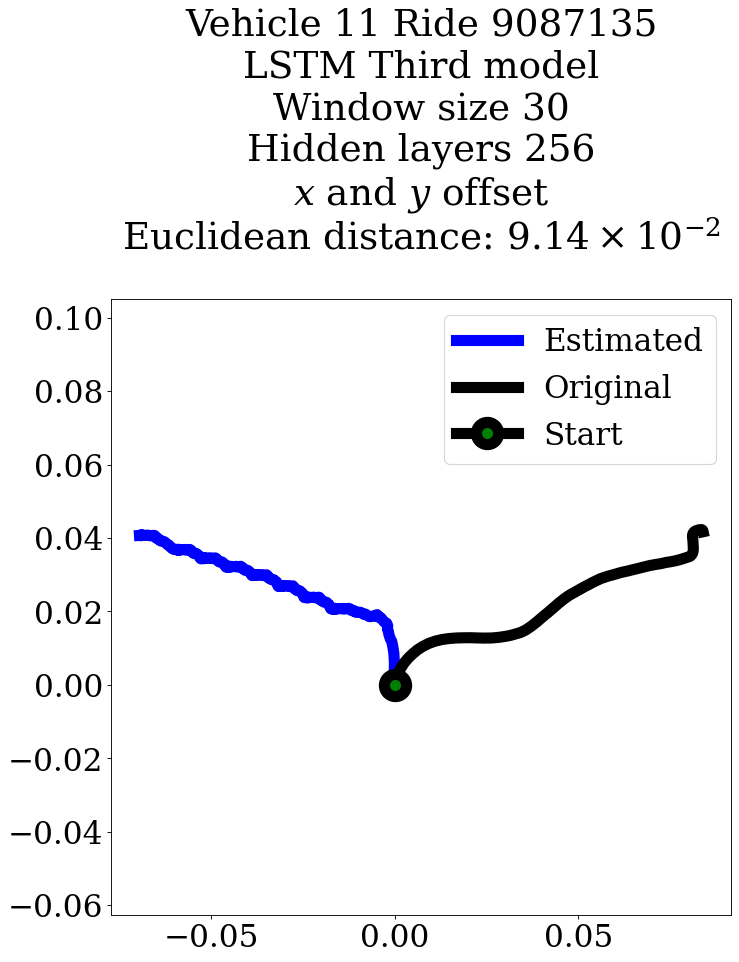 Vehicle 11 Ride 9087135
LSTM Third model
Window size 30
Hidden layers 256
x and y offset
Euclidean distance: 9.14 × 10⁻²
Estimated
Original
Start
0.10
0.08
0.06
0.04
0.02
0.00
−0.02
−0.04
−0.06
−0.05 0.00 0.05